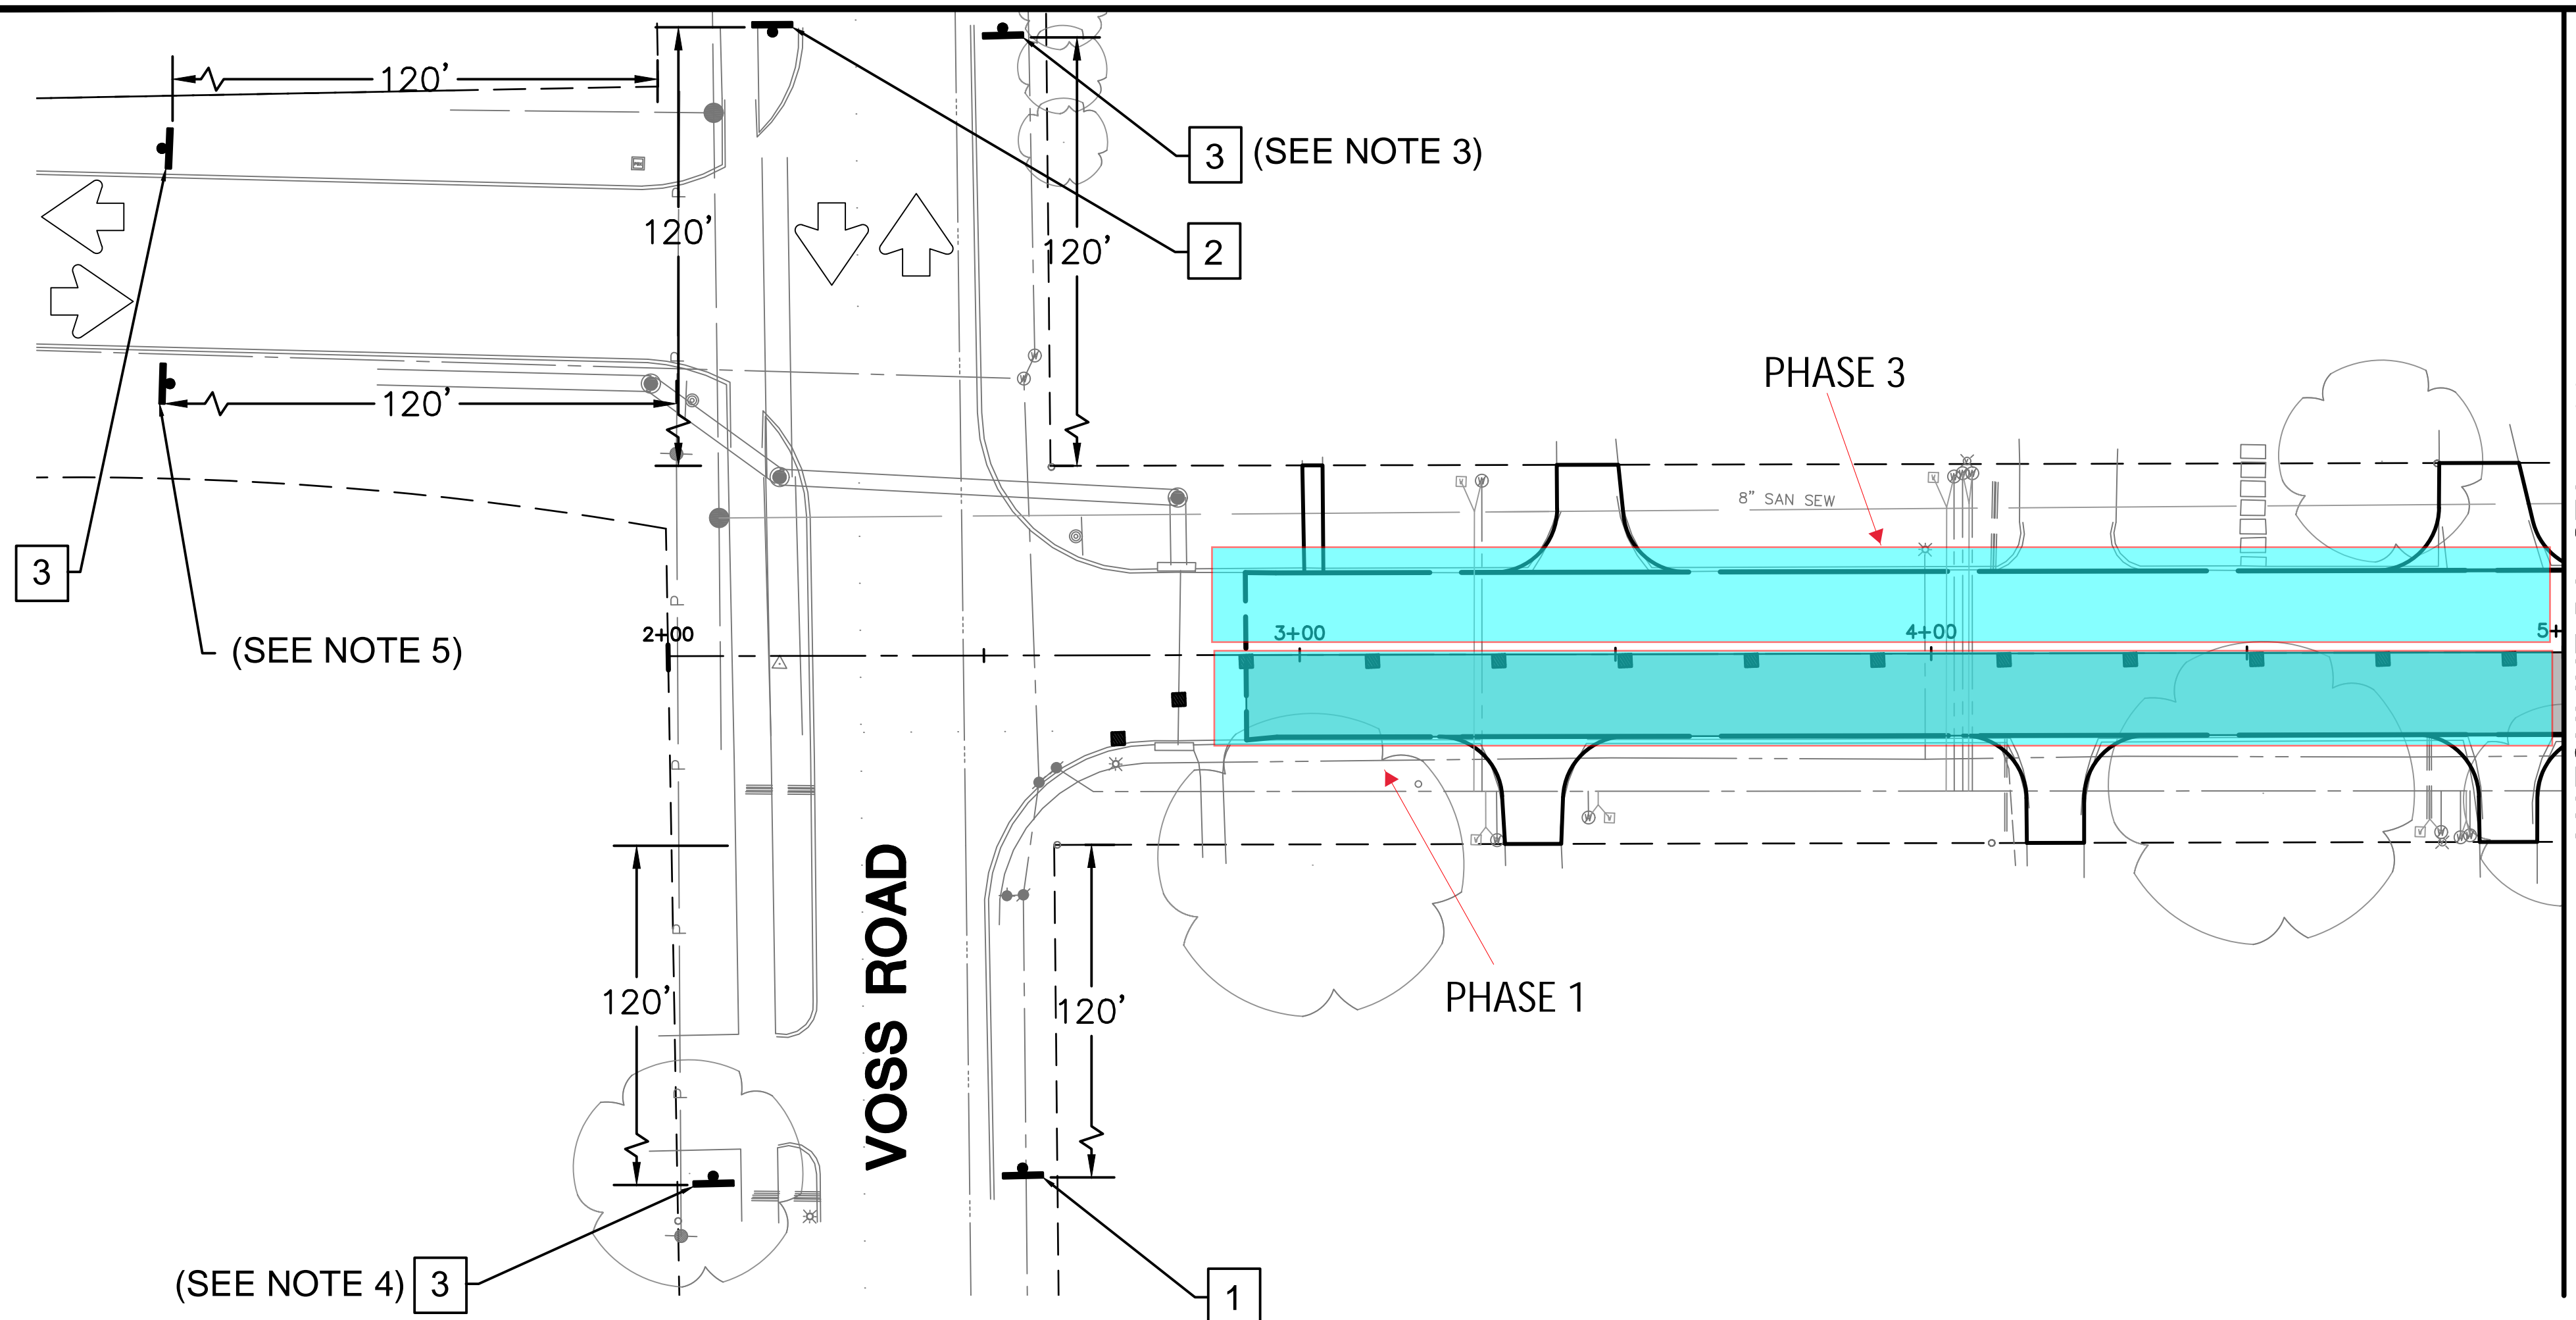 120'
3 (SEE NOTE 3)
120'
120'
2
120'
PHASE 3
8" SAN SEW
3
P
P
P
P
P
P
P
(SEE NOTE 5)
2+00
3+00
4+00
5+
W
W
V
W
V
W
W
W
V
W
V
W
V
W
V
W
W
W
VOSS ROAD
120'
120'
PHASE 1
(SEE NOTE 4) 3
1